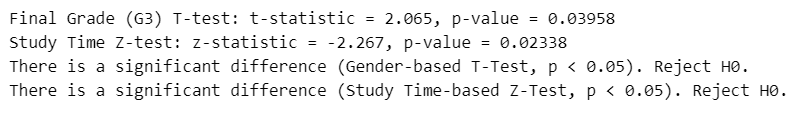 Final Grade (G3) T-test: t-statistic = 2.065, p-value = 0.03958
Study Time Z-test: z-statistic = -2.267, p-value = 0.02338
There is a significant difference (Gender-based T-Test, p < 0.05). Reject H0.
There is a significant difference (Study Time-based Z-Test, p < 0.05). Reject H0.